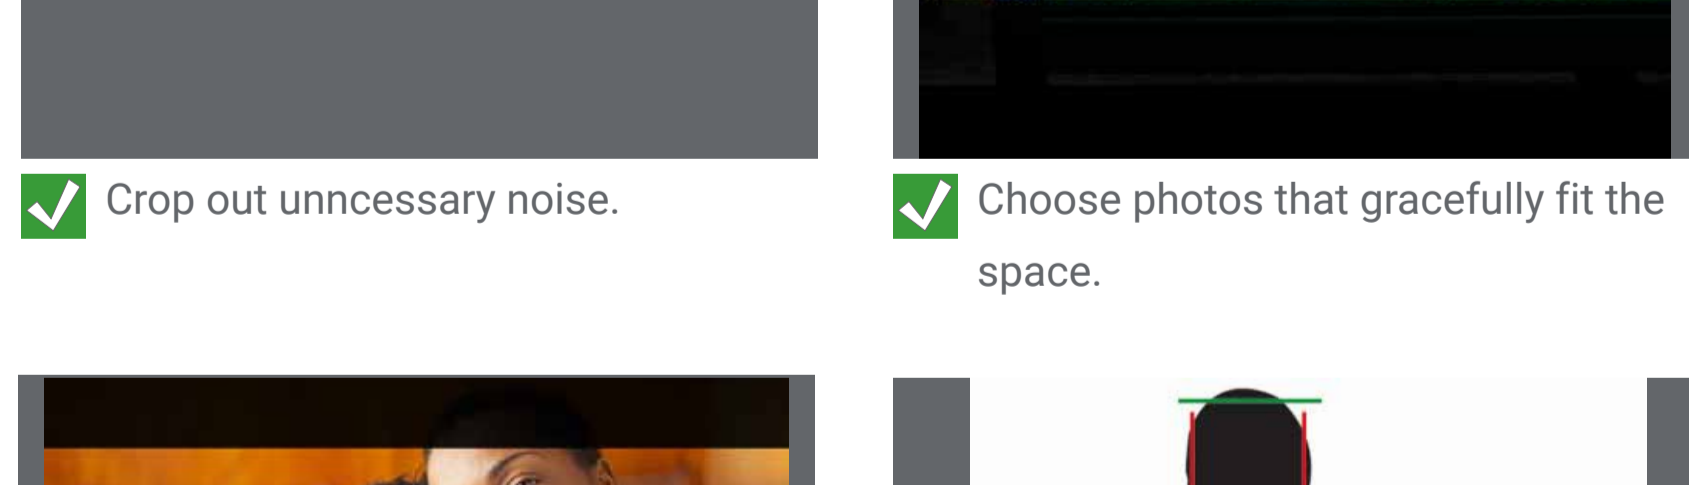 Crop out unncessary noise.
Choose photos that gracefully fit the
space.